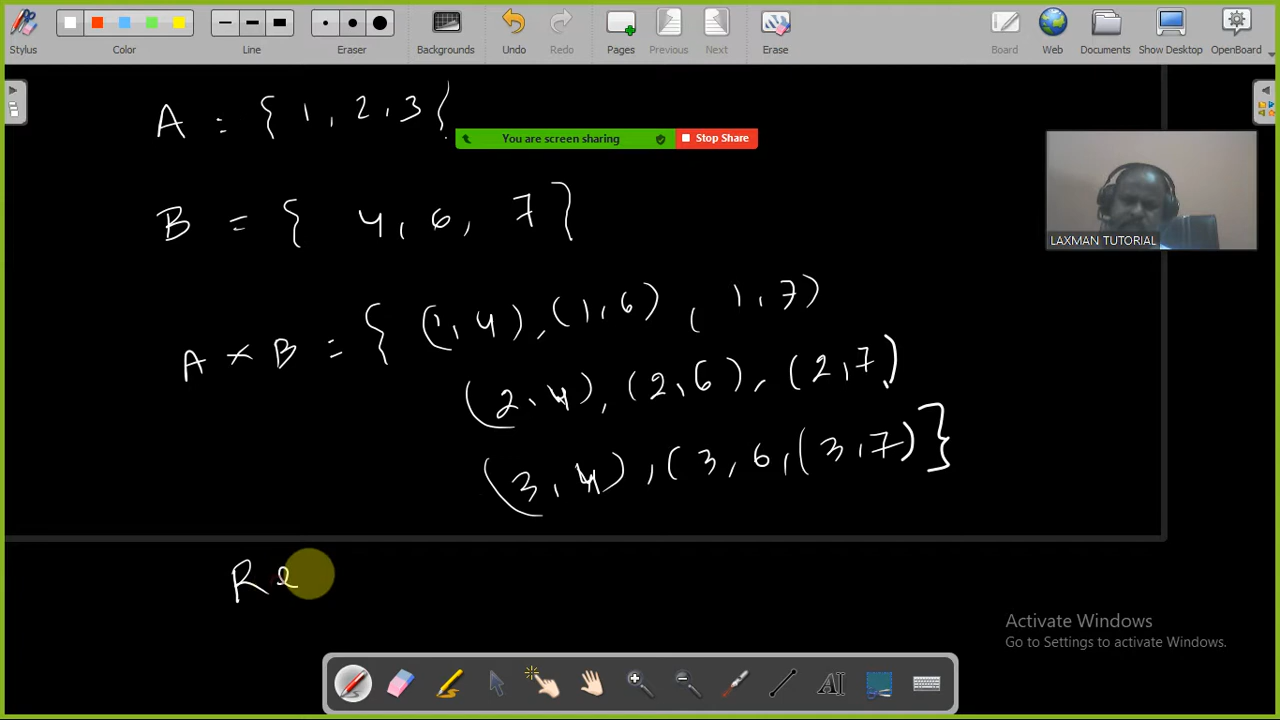 Stylus Color Line Eraser Backgrounds Undo Redo Pages Previous Next Erase Board Web Documents Show Desktop OpenBoard
A = { 1, 2, 3 }
You are screen sharing Stop Share
B = { 4, 6, 7 }
LAXMAN TUTORIAL
A × B = { (1, 4), (1, 6), ( 1, 7)
(2, 4), (2, 6), (2, 7)
(3, 4), (3, 6, (3, 7) }
Re
Activate Windows
Go to Settings to activate Windows.